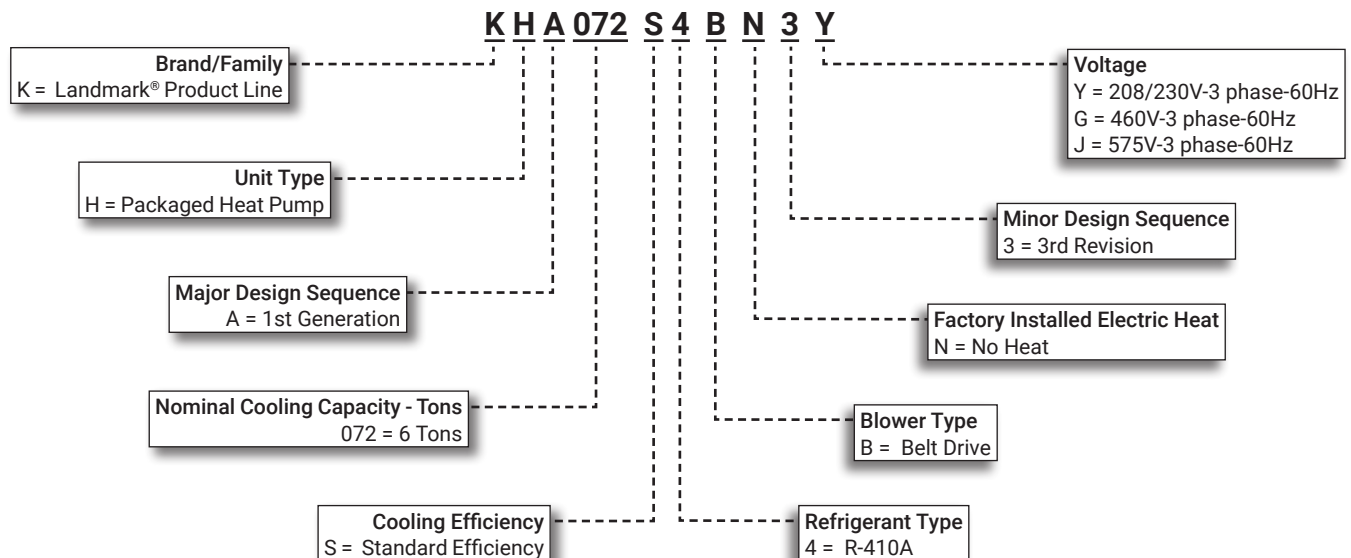 K H A 072 S 4 B N 3 Y
Brand/Family
K = Landmark® Product Line
Voltage
Y = 208/230V-3 phase-60Hz
G = 460V-3 phase-60Hz
J = 575V-3 phase-60Hz
Unit Type
H = Packaged Heat Pump
Minor Design Sequence
3 = 3rd Revision
Major Design Sequence
A = 1st Generation
Factory Installed Electric Heat
N = No Heat
Nominal Cooling Capacity - Tons
072 = 6 Tons
Blower Type
B = Belt Drive
Cooling Efficiency
S = Standard Efficiency
Refrigerant Type
4 = R-410A